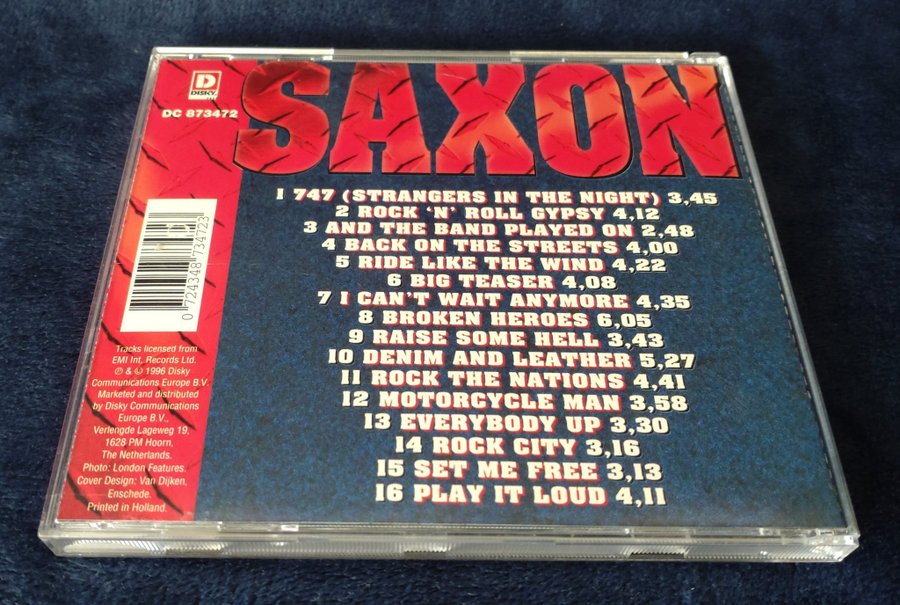 DISKY
DC 873472
SAXON
1 747 (STRANGERS IN THE NIGHT) 3,45
2 ROCK 'N' ROLL GYPSY 4,12
3 AND THE BAND PLAYED ON 2,48
4 BACK ON THE STREETS 4,00
5 RIDE LIKE THE WIND 4,22
6 BIG TEASER 4,08
7 I CAN'T WAIT ANYMORE 4,35
8 BROKEN HEROES 6,05
9 RAISE SOME HELL 3,43
10 DENIM AND LEATHER 5,27
11 ROCK THE NATIONS 4,41
12 MOTORCYCLE MAN 3,58
13 EVERYBODY UP 3,30
14 ROCK CITY 3,16
15 SET ME FREE 3,13
16 PLAY IT LOUD 4,11
0 724348 734723
Tracks licensed from
EMI Int. Records Ltd.
℗ & © 1996 Disky
Communications Europe B.V.
Marketed and distributed
by Disky Communications
Europe B.V.,
Verlengde Lageweg 19,
1628 PM Hoorn,
The Netherlands.
Photo: London Features.
Cover Design: Van Dijken,
Enschede.
Printed in Holland.